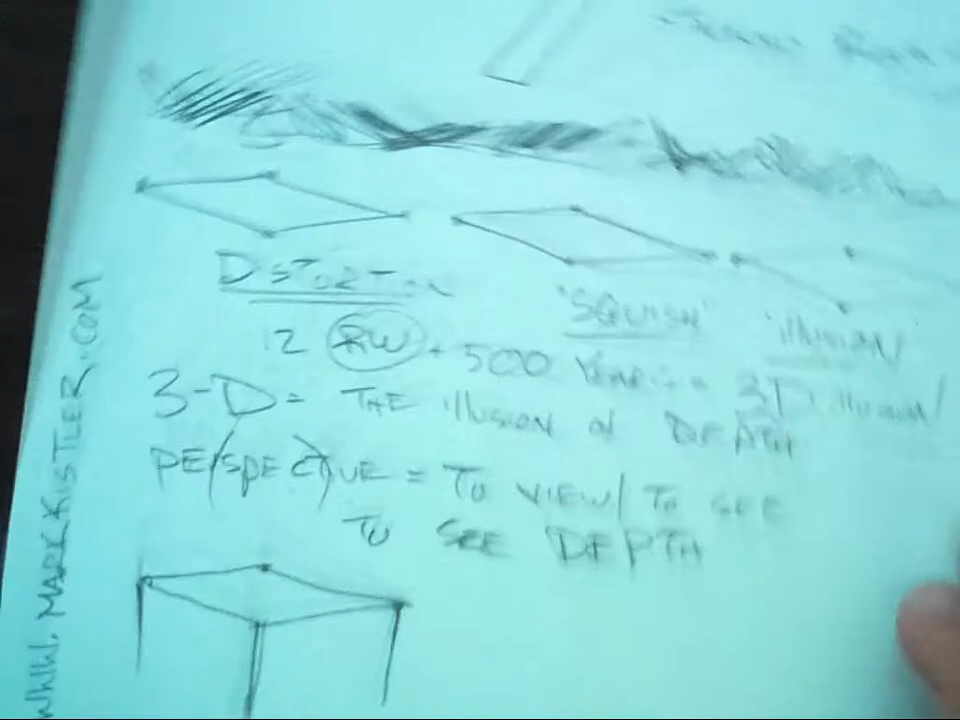 DISTORTION
"SQUISH"
"illusion"
12 RW + 500 3D illusion/
3-D = THE illusion of DEPTH
PERSPECTIVE = TO VIEW/ TO SEE
TO SEE DEPTH
WWW.MARKKISTLER.COM